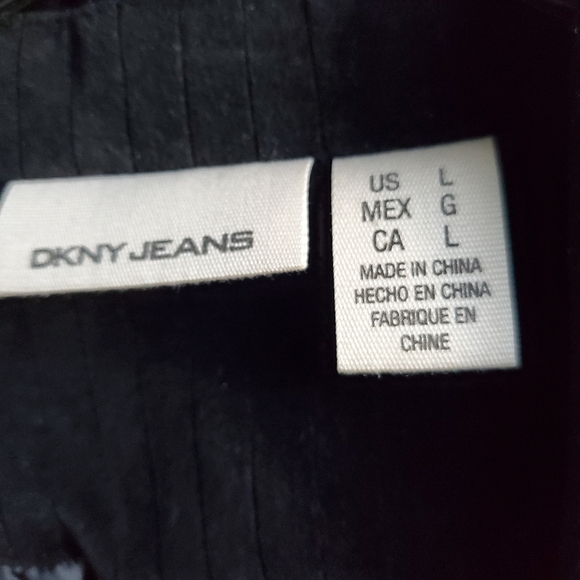 DKNY JEANS
US L
MEX G
CA L
MADE IN CHINA
HECHO EN CHINA
FABRIQUE EN
CHINE